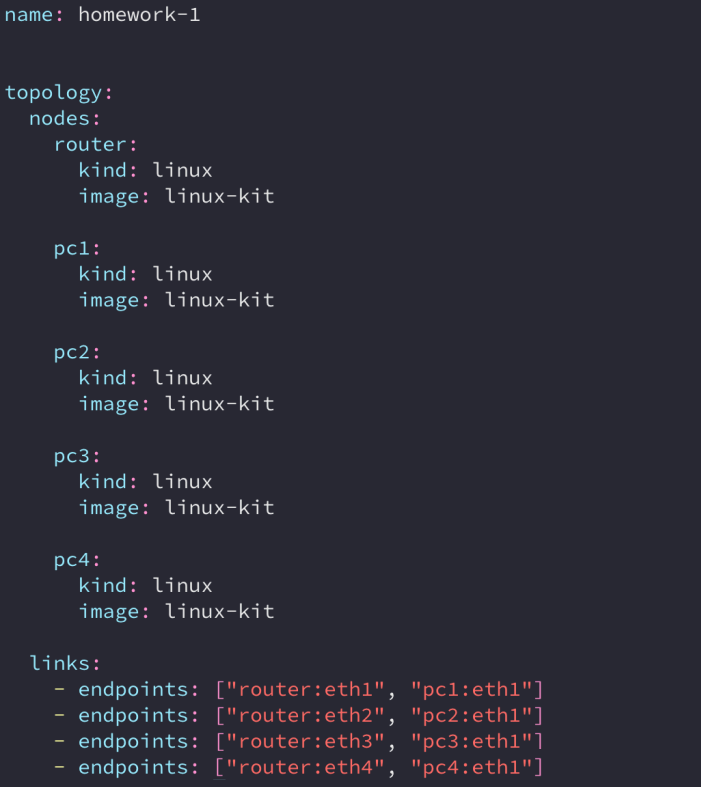 name: homework-1
topology:
  nodes:
    router:
      kind: linux
      image: linux-kit
    pc1:
      kind: linux
      image: linux-kit
    pc2:
      kind: linux
      image: linux-kit
    pc3:
      kind: linux
      image: linux-kit
    pc4:
      kind: linux
      image: linux-kit
  links:
    - endpoints: ["router:eth1", "pc1:eth1"]
    - endpoints: ["router:eth2", "pc2:eth1"]
    - endpoints: ["router:eth3", "pc3:eth1"]
    - endpoints: ["router:eth4", "pc4:eth1"]